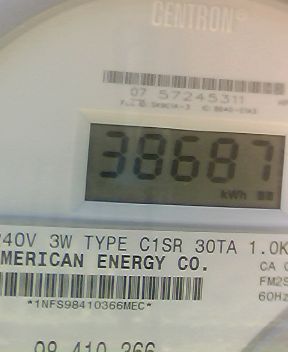 CENTRON
07 57245311
38687
kWh
240V 3W TYPE C1SR 30TA 1.0K
AMERICAN ENERGY CO.
CA
FM2S
60Hz
*1NFS98410366MEC*
98 410 366